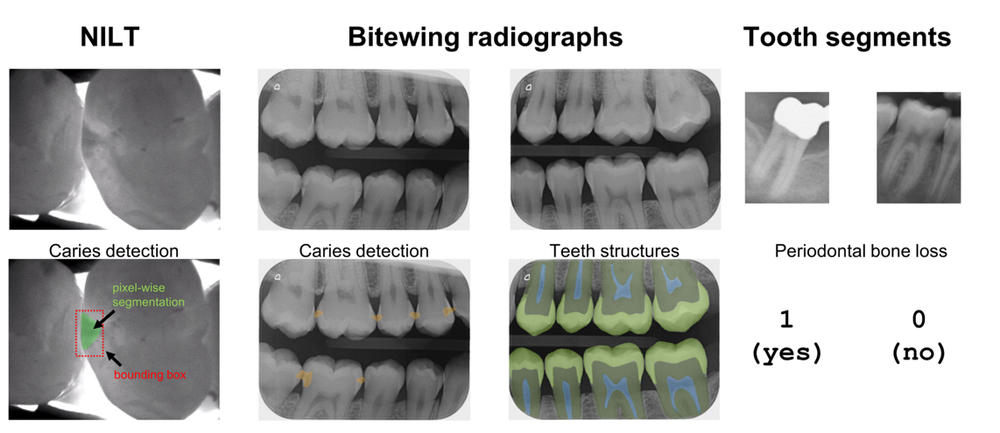 NILT
Bitewing radiographs
Tooth segments
Caries detection
Caries detection
Teeth structures
Periodontal bone loss
pixel-wise
segmentation
bounding box
1
(yes)
0
(no)